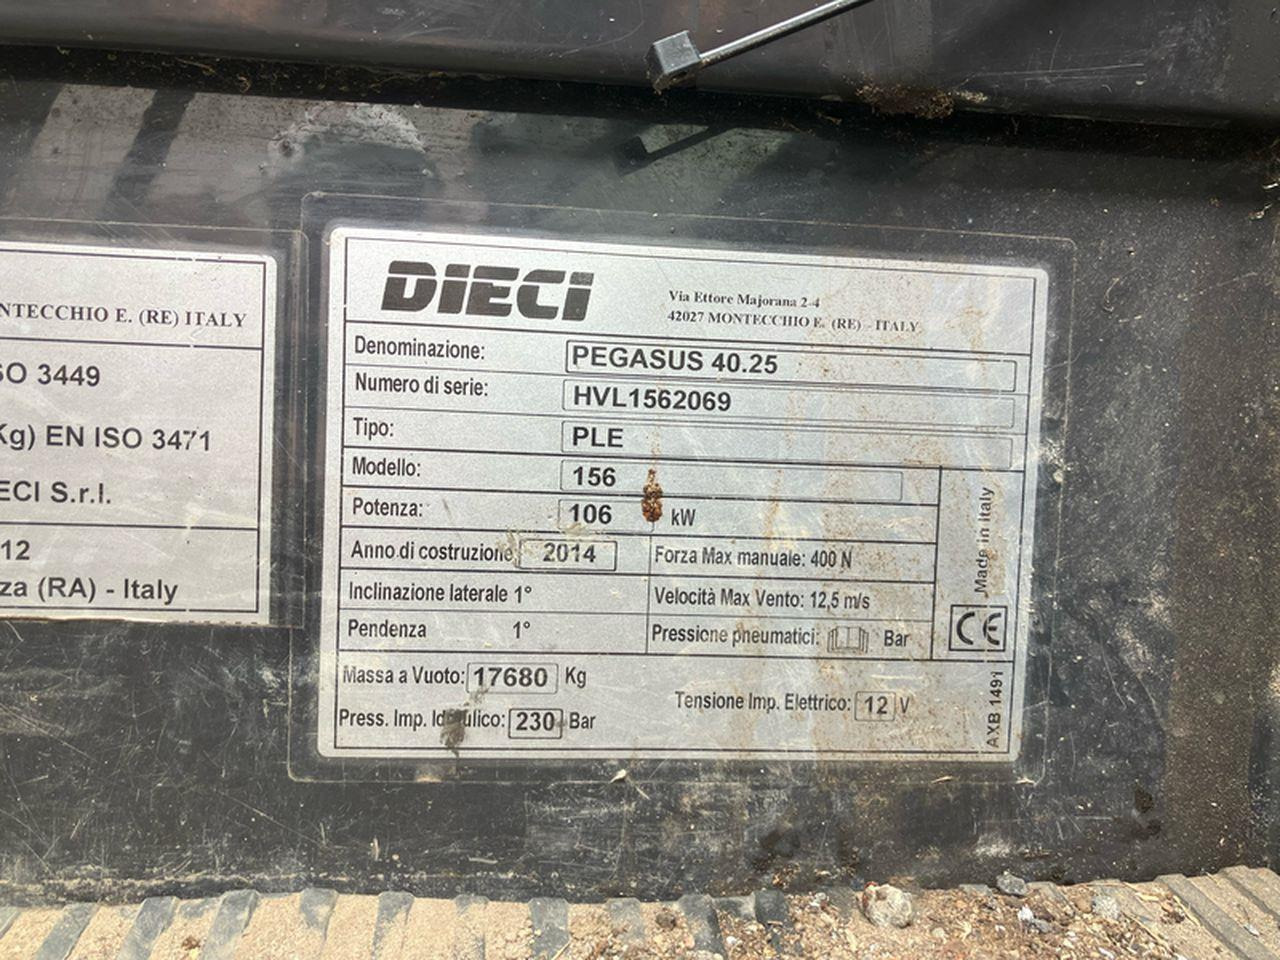 NTECCHIO E. (RE) ITALY
SO 3449
Kg) EN ISO 3471
ECI S.r.l.
12
za (RA) - Italy
DIECI
Via Ettore Majorana 2-4
42027 MONTECCHIO E. (RE) - ITALY
Denominazione: PEGASUS 40.25
Numero di serie: HVL1562069
Tipo: PLE
Modello: 156
Potenza: 106 kW
Anno di costruzione 2014 Forza Max manuale: 400 N
Inclinazione laterale 1° Velocità Max Vento: 12,5 m/s
Pendenza 1° Pressione pneumatici: Bar
Made in Italy
CE
Massa a Vuoto: 17680 Kg
Tensione Imp. Elettrico: 12 V
Press. Imp. Idraulico: 230 Bar
AXB 1491